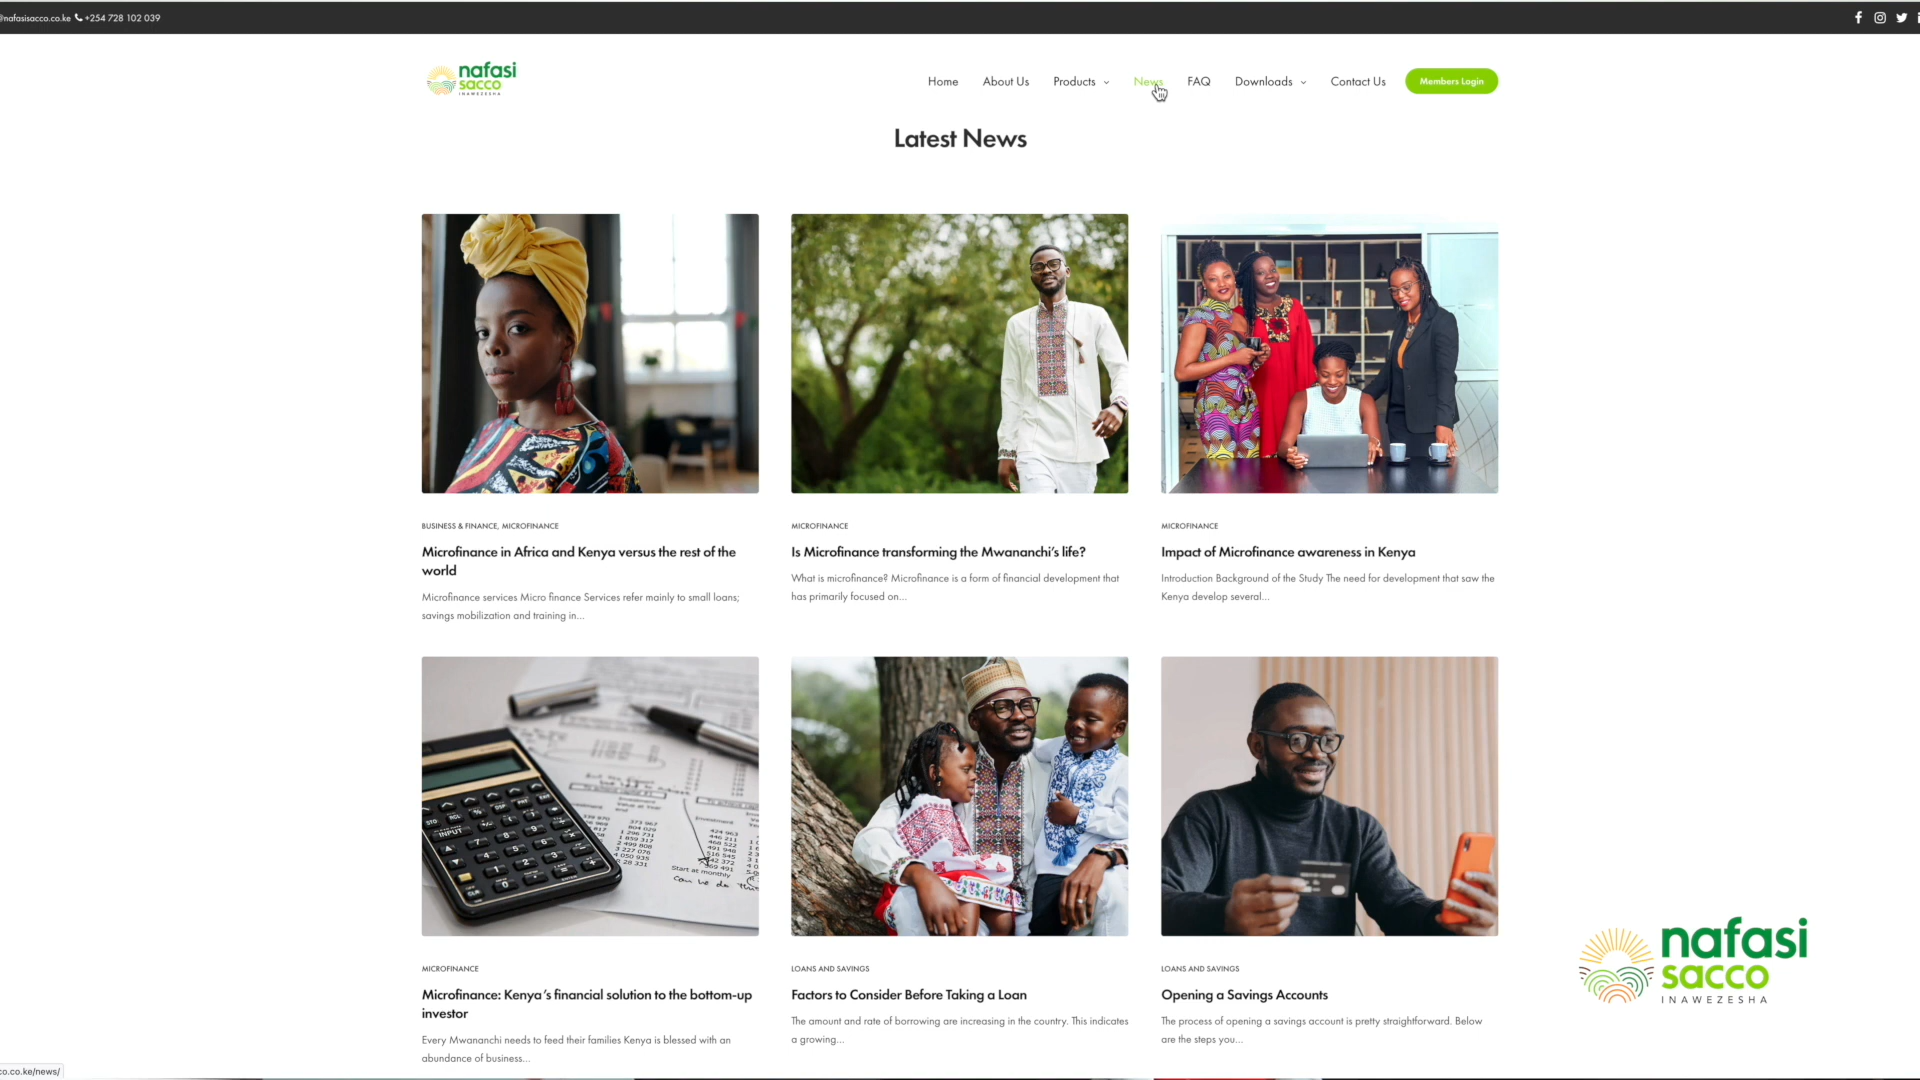 @nafasisacco.co.ke +254 728 102 039
nafasi
sacco
INAWEZESHA
Home About Us Products News FAQ Downloads Contact Us Members Login
Latest News
BUSINESS & FINANCE, MICROFINANCE
Microfinance in Africa and Kenya versus the rest of the
world
Microfinance services Micro finance Services refer mainly to small loans;
savings mobilization and training in...
MICROFINANCE
Is Microfinance transforming the Mwananchi's life?
What is microfinance? Microfinance is a form of financial development that
has primarily focused on...
MICROFINANCE
Impact of Microfinance awareness in Kenya
Introduction Background of the Study The need for development that saw the
Kenya develop several...
INPUT
Start at monthly
MICROFINANCE
Microfinance: Kenya's financial solution to the bottom-up
investor
Every Mwananchi needs to feed their families Kenya is blessed with an
abundance of business...
LOANS AND SAVINGS
Factors to Consider Before Taking a Loan
The amount and rate of borrowing are increasing in the country. This indicates
a growing...
LOANS AND SAVINGS
Opening a Savings Accounts
The process of opening a savings account is pretty straightforward. Below
are the steps you...
nafasi
sacco
INAWEZESHA
co.co.ke/news/